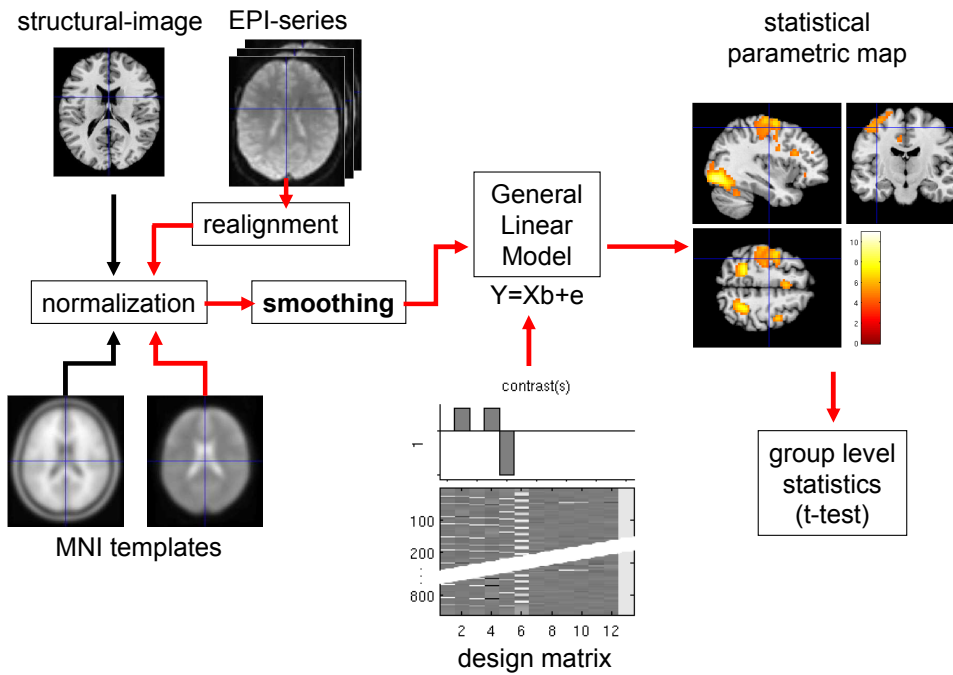 structural-image
EPI-series
statistical
parametric map
realignment
General
Linear
Model
Y=Xb+e
normalization
smoothing
10
8
6
4
2
0
MNI templates
contrast(s)
1
100
200
.
.
.
800
2 4 6 8 10 12
design matrix
group level
statistics
(t-test)